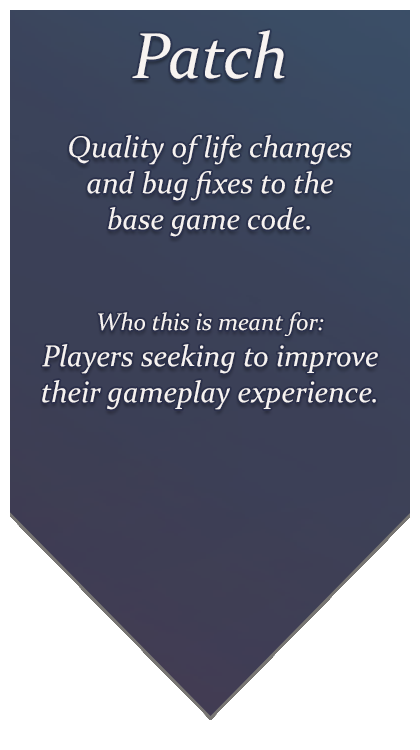 Patch
Quality of life changes
and bug fixes to the
base game code.
Who this is meant for:
Players seeking to improve
their gameplay experience.